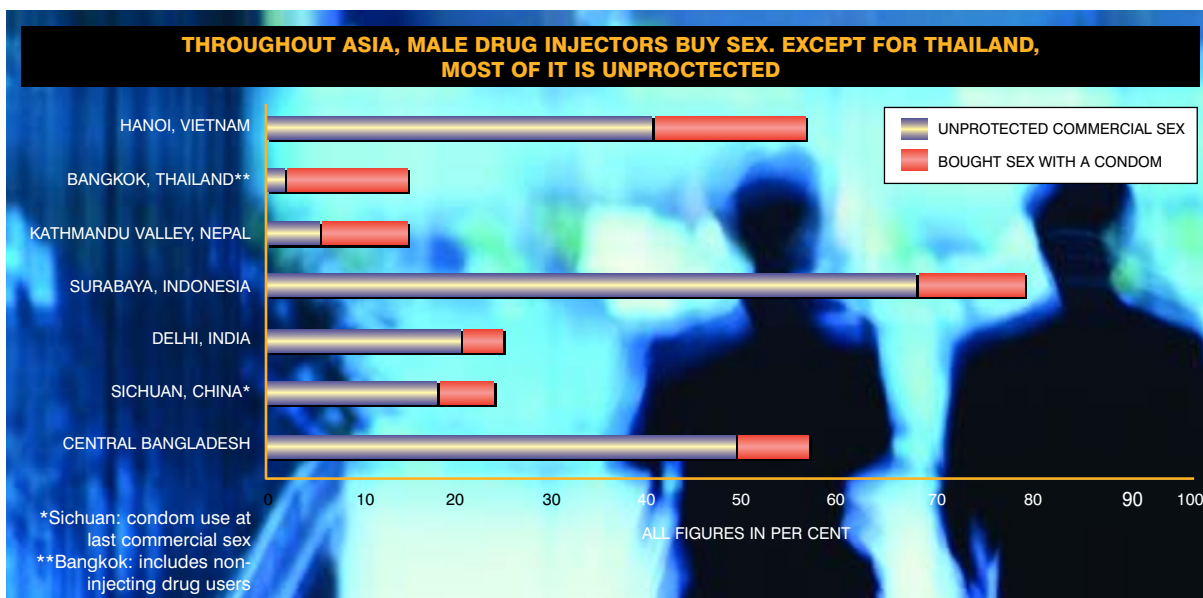 THROUGHOUT ASIA, MALE DRUG INJECTORS BUY SEX. EXCEPT FOR THAILAND,
MOST OF IT IS UNPROCTECTED
UNPROTECTED COMMERCIAL SEX
BOUGHT SEX WITH A CONDOM
HANOI, VIETNAM
BANGKOK, THAILAND**
KATHMANDU VALLEY, NEPAL
SURABAYA, INDONESIA
DELHI, INDIA
SICHUAN, CHINA*
CENTRAL BANGLADESH
0 10 20 30 40 50 60 70 80 90 100
ALL FIGURES IN PER CENT
*Sichuan: condom use at
last commercial sex
**Bangkok: includes non-
injecting drug users